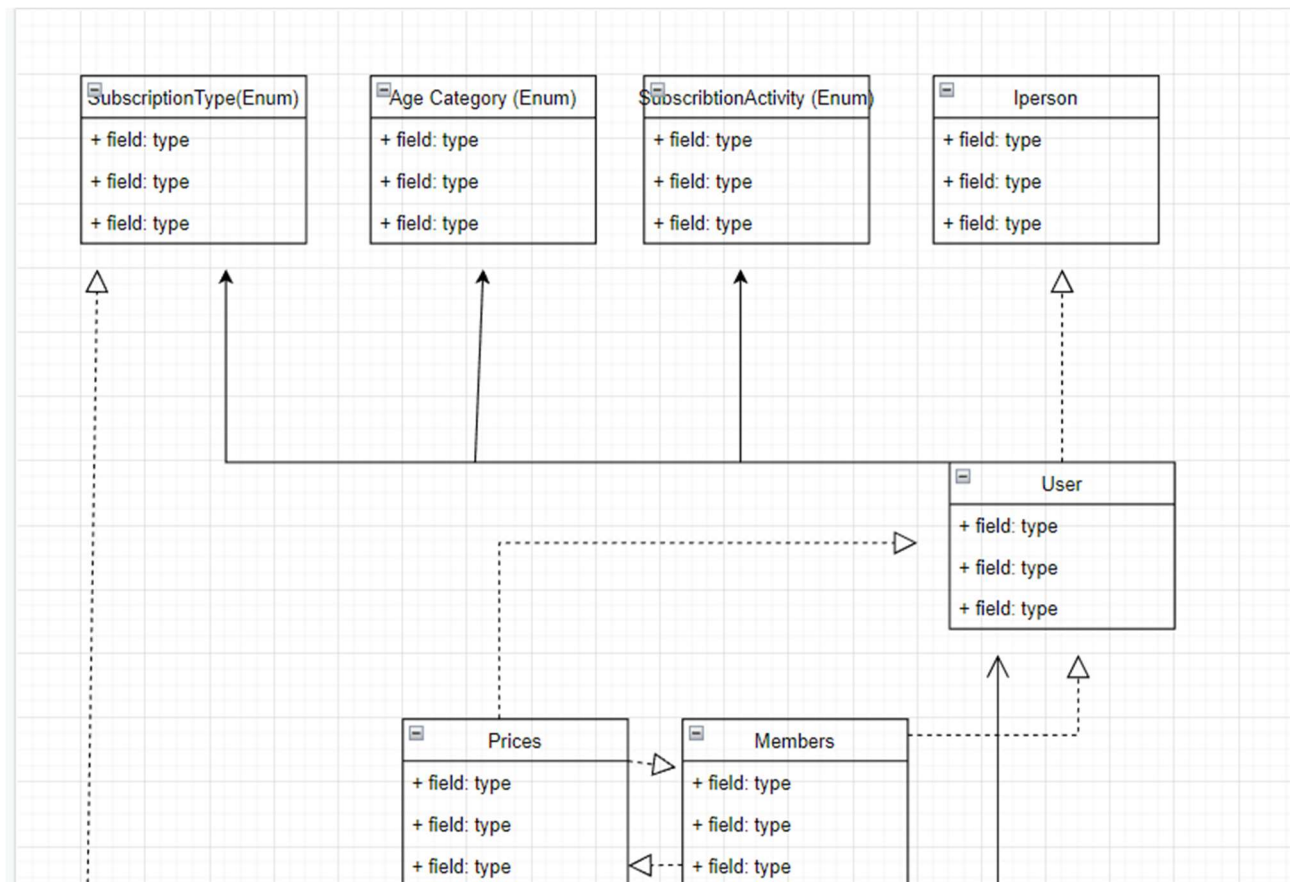 SubscriptionType(Enum)
+ field: type
+ field: type
+ field: type
Age Category (Enum)
+ field: type
+ field: type
+ field: type
SubscribtionActivity (Enum)
+ field: type
+ field: type
+ field: type
Iperson
+ field: type
+ field: type
+ field: type
User
+ field: type
+ field: type
+ field: type
Prices
+ field: type
+ field: type
+ field: type
Members
+ field: type
+ field: type
+ field: type